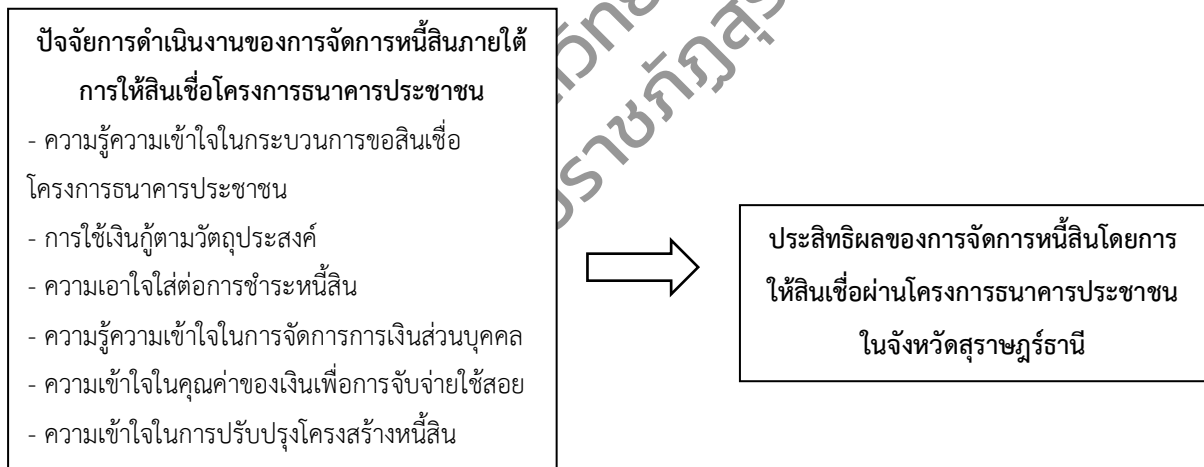 ปัจจัยการดำเนินงานของการจัดการหนี้สินภายใต้
การให้สินเชื่อโครงการธนาคารประชาชน
- ความรู้ความเข้าใจในกระบวนการขอสินเชื่อ
โครงการธนาคารประชาชน
- การใช้เงินกู้ตามวัตถุประสงค์
- ความเอาใจใส่ต่อการชำระหนี้สิน
- ความรู้ความเข้าใจในการจัดการการเงินส่วนบุคคล
- ความเข้าใจในคุณค่าของเงินเพื่อการจับจ่ายใช้สอย
- ความเข้าใจในการปรับปรุงโครงสร้างหนี้สิน
ประสิทธิผลของการจัดการหนี้สินโดยการ
ให้สินเชื่อผ่านโครงการธนาคารประชาชน
ในจังหวัดสุราษฎร์ธานี